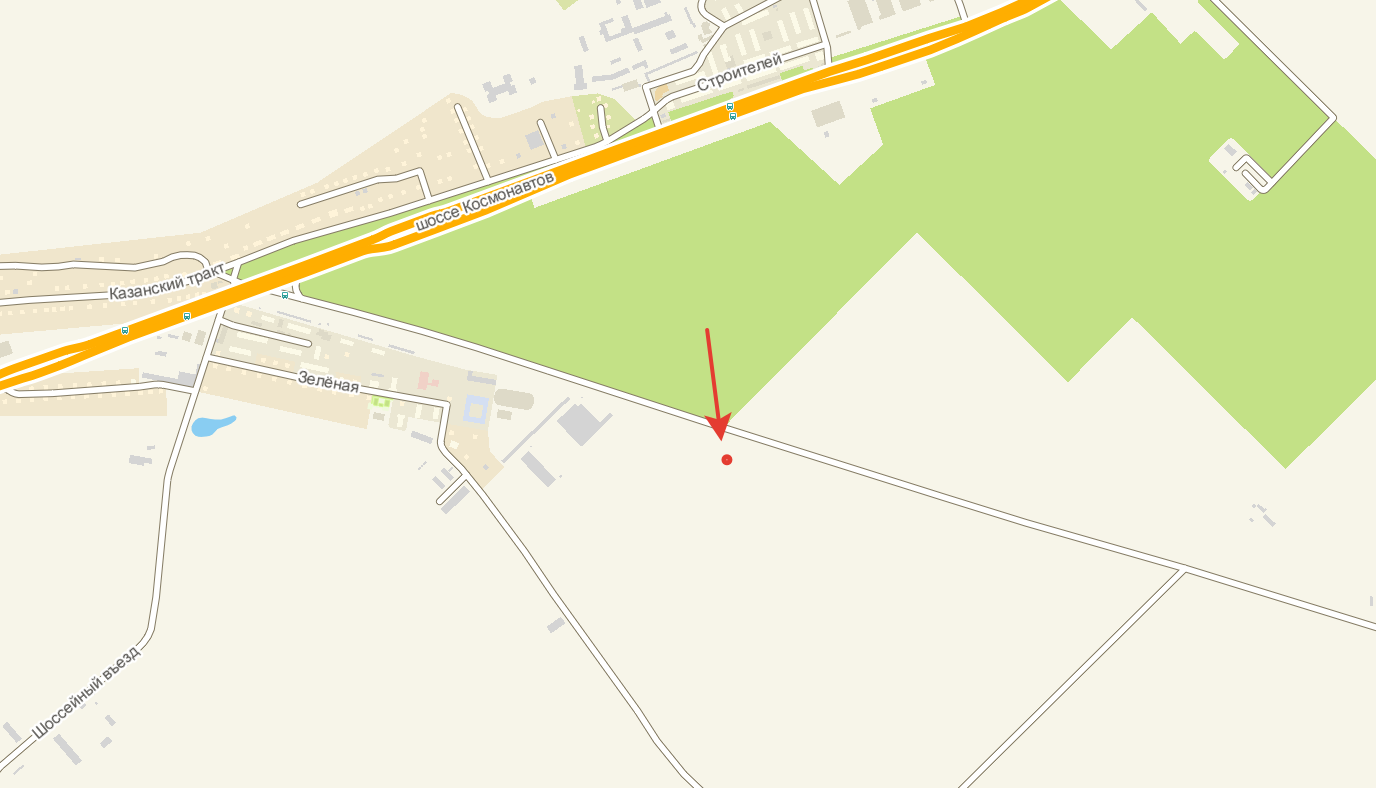 Строителей
шоссе Космонавтов
Казанский тракт
Зелёная
Шоссейный въезд